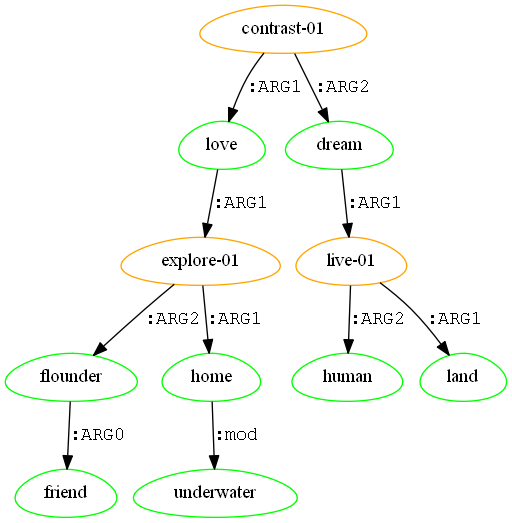 contrast-01
:ARG1 :ARG2
love dream
:ARG1 :ARG1
explore-01 live-01
:ARG2 :ARG1 :ARG2 :ARG1
flounder home human land
:ARG0 :mod
friend underwater